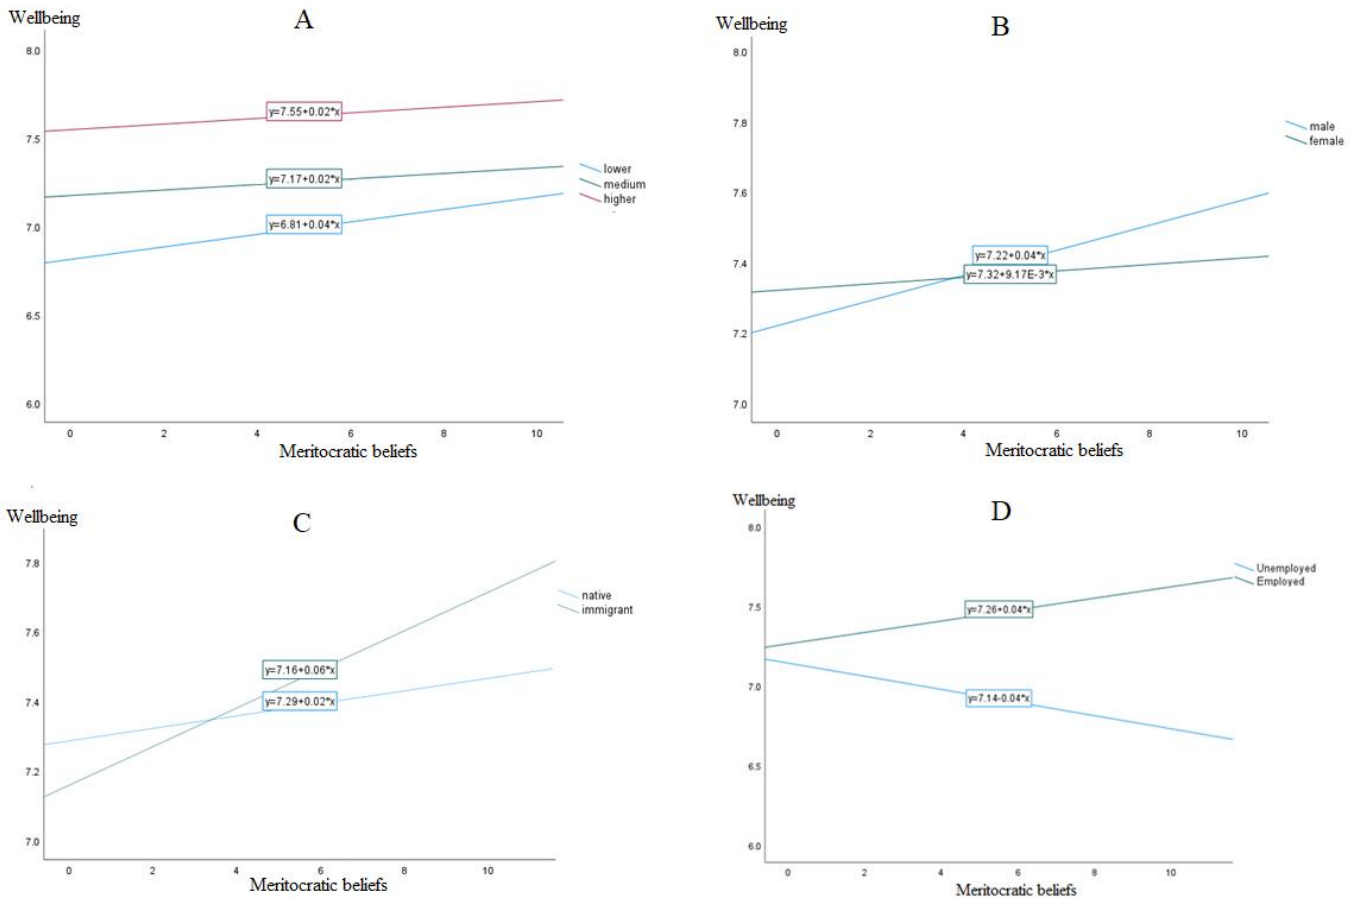 Wellbeing
A
8.0
7.5
7.0
6.5
6.0
y=7.55+0.02*x
y=7.17+0.02*x
y=6.81+0.04*x
lower
medium
higher
0 2 4 6 8 10
Meritocratic beliefs
Wellbeing
B
8.0
7.8
7.6
7.4
7.2
7.0
y=7.22+0.04*x
y=7.32+9.17E-3*x
male
female
0 2 4 6 8 10
Meritocratic beliefs
Wellbeing
C
7.8
7.6
7.4
7.2
7.0
y=7.16+0.06*x
y=7.29+0.02*x
native
immigrant
0 2 4 6 8 10
Meritocratic beliefs
Wellbeing
D
8.0
7.5
7.0
6.5
6.0
y=7.26+0.04*x
y=7.14-0.04*x
Unemployed
Employed
0 2 4 6 8 10
Meritocratic beliefs